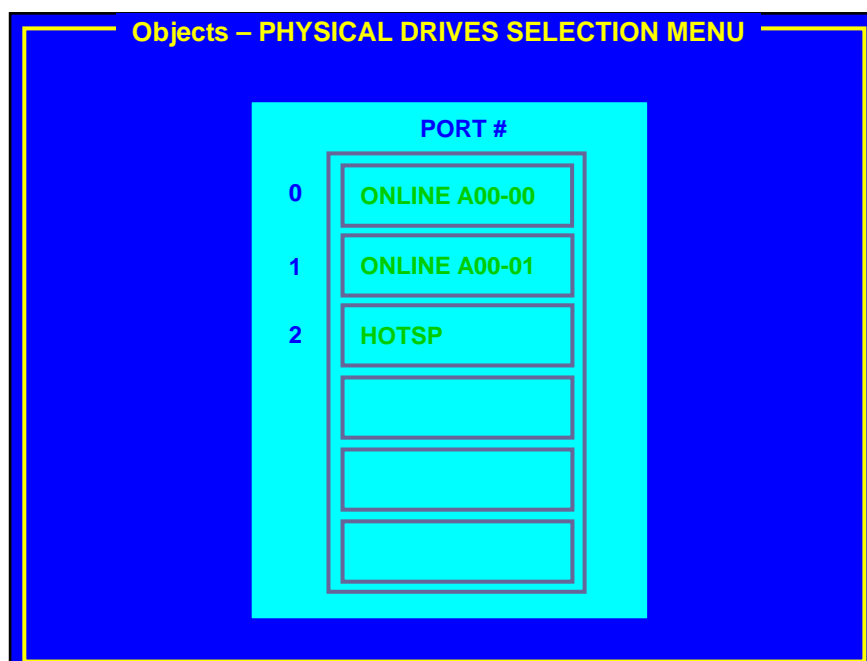 Objects – PHYSICAL DRIVES SELECTION MENU
PORT #
0 ONLINE A00-00
1 ONLINE A00-01
2 HOTSP